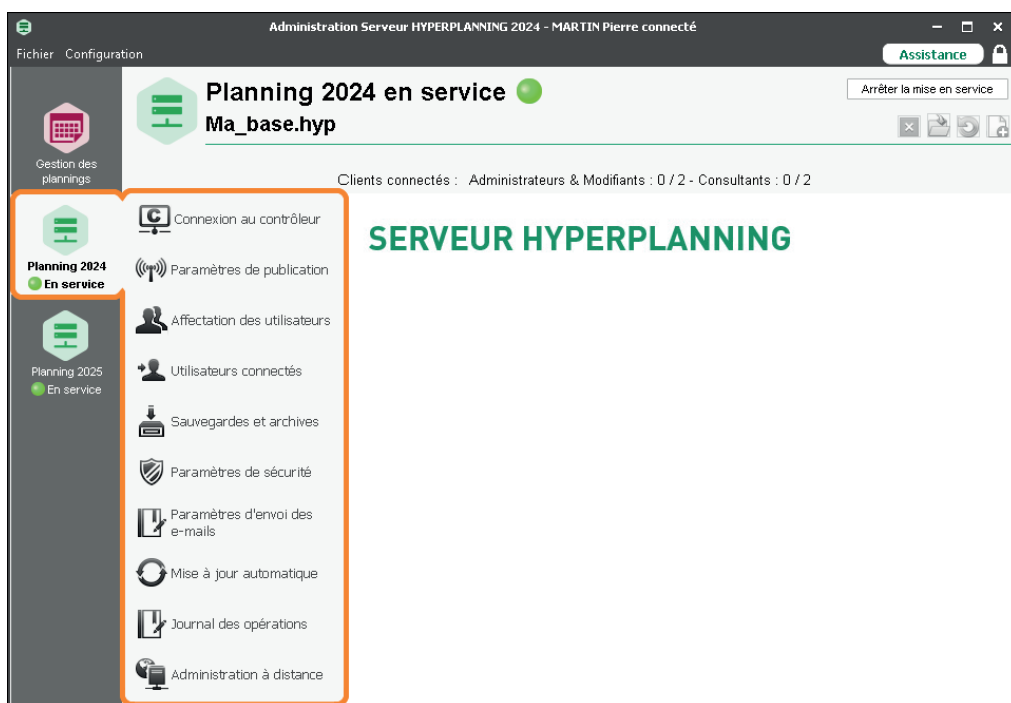 Administration Serveur HYPERPLANNING 2024 - MARTIN Pierre connecté
Fichier Configuration
Assistance
Planning 2024 en service
Arrêter la mise en service
Ma_base.hyp
Gestion des
plannings
Clients connectés : Administrateurs & Modifiants : 0 / 2 - Consultants : 0 / 2
Planning 2024
En service
Planning 2025
En service
C Connexion au contrôleur
Paramètres de publication
Affectation des utilisateurs
Utilisateurs connectés
Sauvegardes et archives
Paramètres de sécurité
Paramètres d'envoi des
e-mails
Mise à jour automatique
Journal des opérations
Administration à distance
SERVEUR HYPERPLANNING